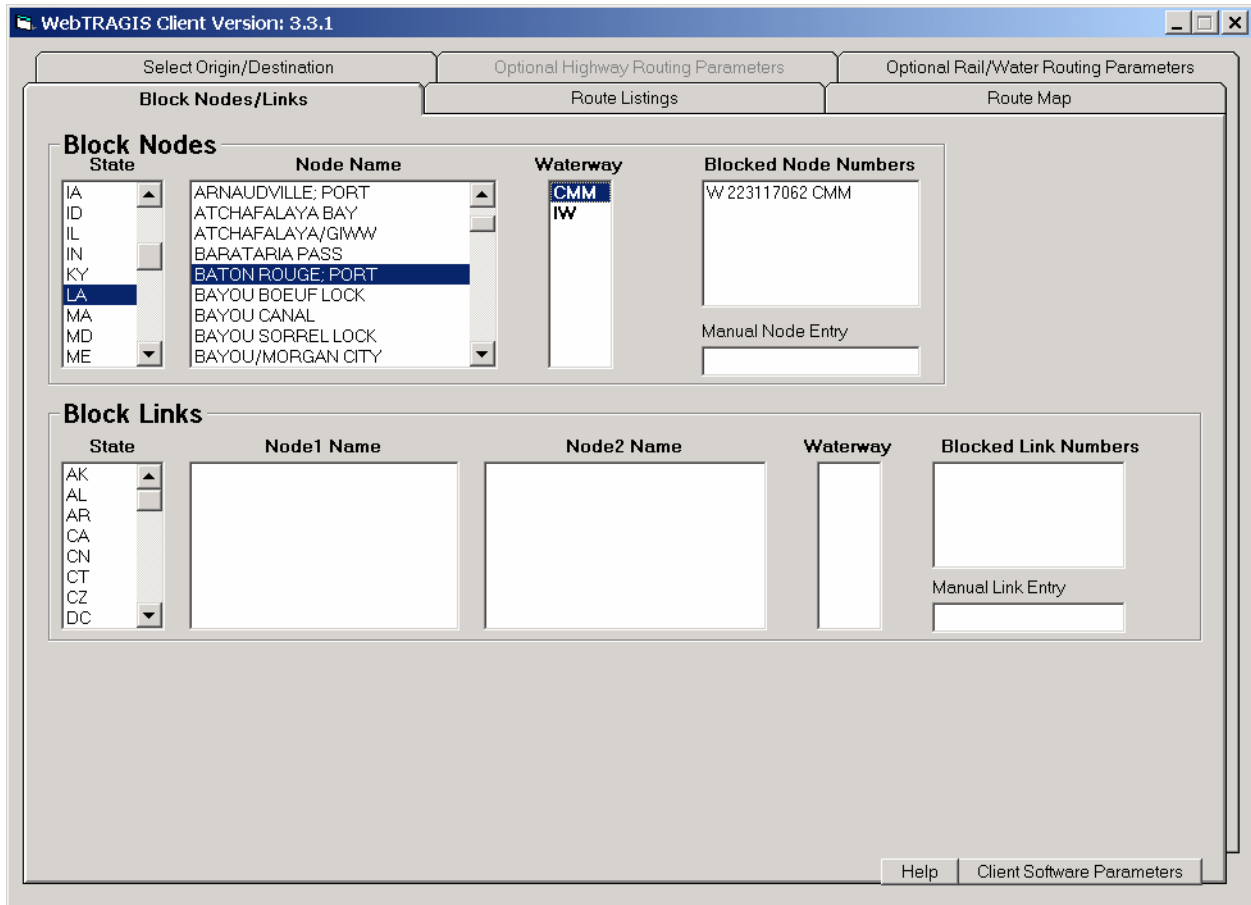 WebTRAGIS Client Version: 3.3.1
Select Origin/Destination
Optional Highway Routing Parameters
Optional Rail/Water Routing Parameters
Block Nodes/Links
Route Listings
Route Map
Block Nodes
State
Node Name
Waterway
Blocked Node Numbers
IA
ID
IL
IN
KY
LA
MA
MD
ME
ARNAUDVILLE; PORT
ATCHAFALAYA BAY
ATCHAFALAYA/GIWW
BARATARIA PASS
BATON ROUGE; PORT
BAYOU BOEUF LOCK
BAYOU CANAL
BAYOU SORREL LOCK
BAYOU/MORGAN CITY
CMM
IW
W 223117062 CMM
Manual Node Entry
Block Links
State
Node1 Name
Node2 Name
Waterway
Blocked Link Numbers
AK
AL
AR
CA
CN
CT
CZ
DC
Manual Link Entry
Help
Client Software Parameters